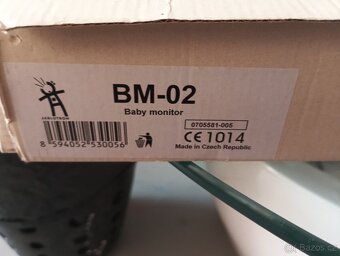 BM-02
Baby monitor
JABLOTRON
0705581-005
CE 1014
Made in Czech Republic
8 594052 530056
Bazos.cz